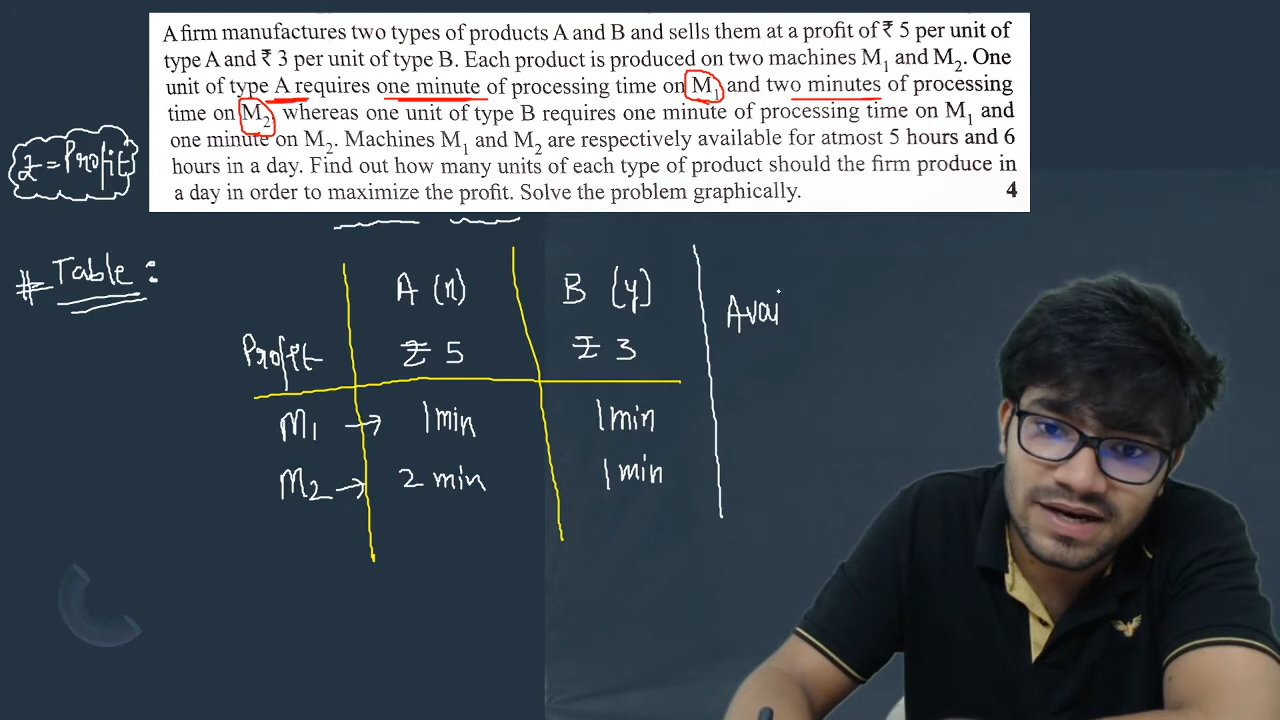 A firm manufactures two types of products A and B and sells them at a profit of ₹ 5 per unit of
type A and ₹ 3 per unit of type B. Each product is produced on two machines M₁ and M₂. One
unit of type A requires one minute of processing time on M₁ and two minutes of processing
time on M₂ whereas one unit of type B requires one minute of processing time on M₁ and
one minute on M₂. Machines M₁ and M₂ are respectively available for atmost 5 hours and 6
hours in a day. Find out how many units of each type of product should the firm produce in
a day in order to maximize the profit. Solve the problem graphically. 4
Z = Profit
# Table :
A (x) B (y) Avai
Profit ₹ 5 ₹ 3
M1 → 1 min 1 min
M2 → 2 min 1 min